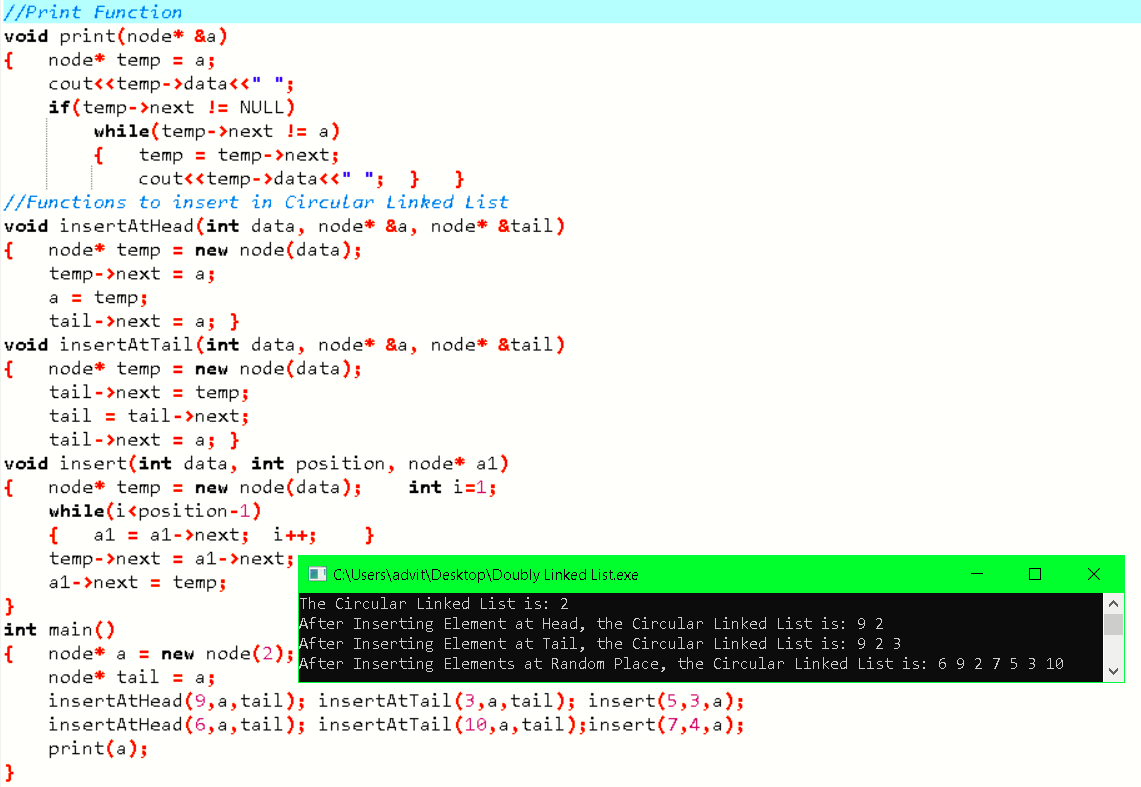 //Print Function
void print(node* &a)
{   node* temp = a;
    cout<<temp->data<<" ";
    if(temp->next != NULL)
        while(temp->next != a)
        {   temp = temp->next;
            cout<<temp->data<<" ";  }   }
//Functions to insert in Circular Linked List
void insertAtHead(int data, node* &a, node* &tail)
{   node* temp = new node(data);
    temp->next = a;
    a = temp;
    tail->next = a; }
void insertAtTail(int data, node* &a, node* &tail)
{   node* temp = new node(data);
    tail->next = temp;
    tail = tail->next;
    tail->next = a; }
void insert(int data, int position, node* a1)
{   node* temp = new node(data);    int i=1;
    while(i<position-1)
    {   a1 = a1->next;  i++;    }
    temp->next = a1->next;
    a1->next = temp;
}
int main()
{   node* a = new node(2);
    node* tail = a;
    insertAtHead(9,a,tail); insertAtTail(3,a,tail); insert(5,3,a);
    insertAtHead(6,a,tail); insertAtTail(10,a,tail);insert(7,4,a);
    print(a);
}
C:\Users\advit\Desktop\Doubly Linked List.exe
The Circular Linked List is: 2
After Inserting Element at Head, the Circular Linked List is: 9 2
After Inserting Element at Tail, the Circular Linked List is: 9 2 3
After Inserting Elements at Random Place, the Circular Linked List is: 6 9 2 7 5 3 10